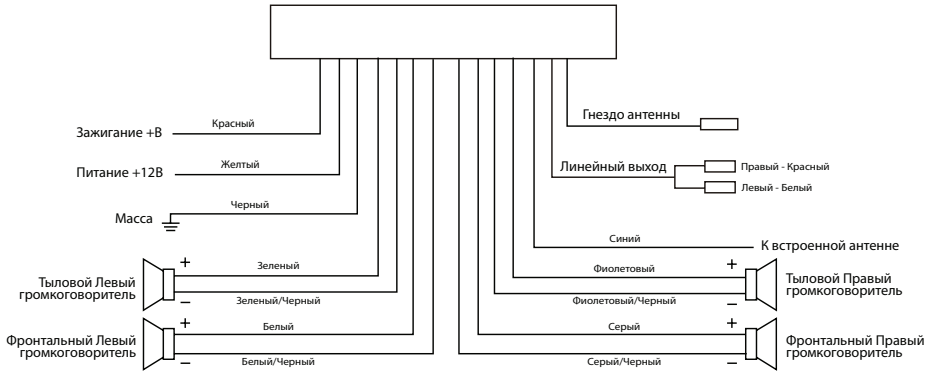 Гнездо антенны
Красный
Зажигание +В
Желтый
Питание +12В
Линейный выход
Правый - Красный
Левый - Белый
Черный
Масса
Синий
К встроенной антенне
Зеленый
+
Тыловой Левый
громкоговоритель
Зеленый/Черный
−
Фиолетовый
+
Тыловой Правый
громкоговоритель
Фиолетовый/Черный
−
Белый
+
Фронтальный Левый
громкоговоритель
Белый/Черный
−
Серый
+
Фронтальный Правый
громкоговоритель
Серый/Черный
−